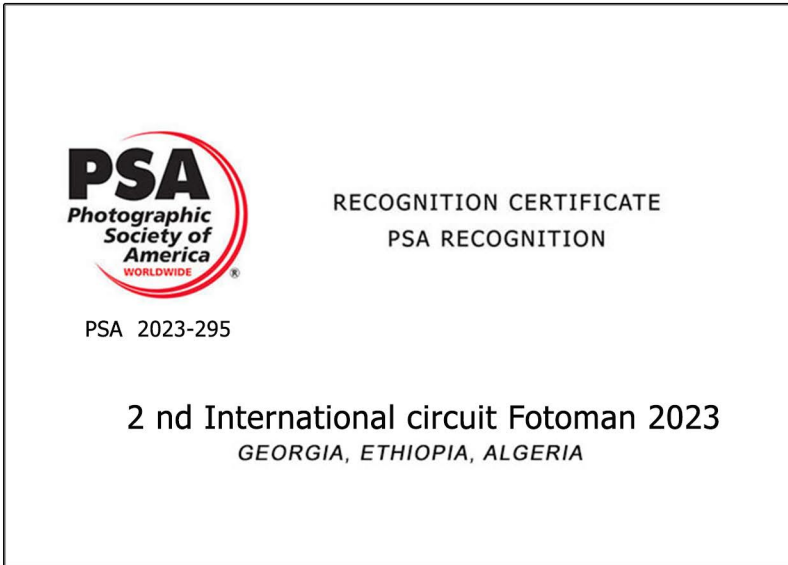 PSA
Photographic
Society of
America
WORLDWIDE
®
PSA 2023-295
RECOGNITION CERTIFICATE
PSA RECOGNITION
2 nd International circuit Fotoman 2023
GEORGIA, ETHIOPIA, ALGERIA